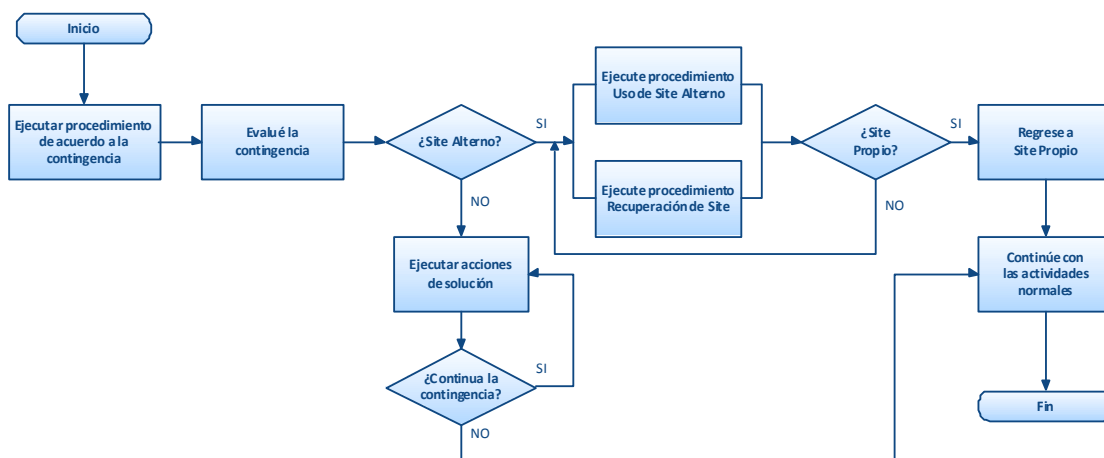 Inicio
Ejecutar procedimiento
de acuerdo a la
contingencia
Evalué la
contingencia
¿Site Alterno?
SI
NO
Ejecute procedimiento
Uso de Site Alterno
Ejecute procedimiento
Recuperación de Site
¿Site
Propio?
SI
NO
Regrese a
Site Propio
Ejecutar acciones
de solución
¿Continua la
contingencia?
SI
NO
Continúe con
las actividades
normales
Fin